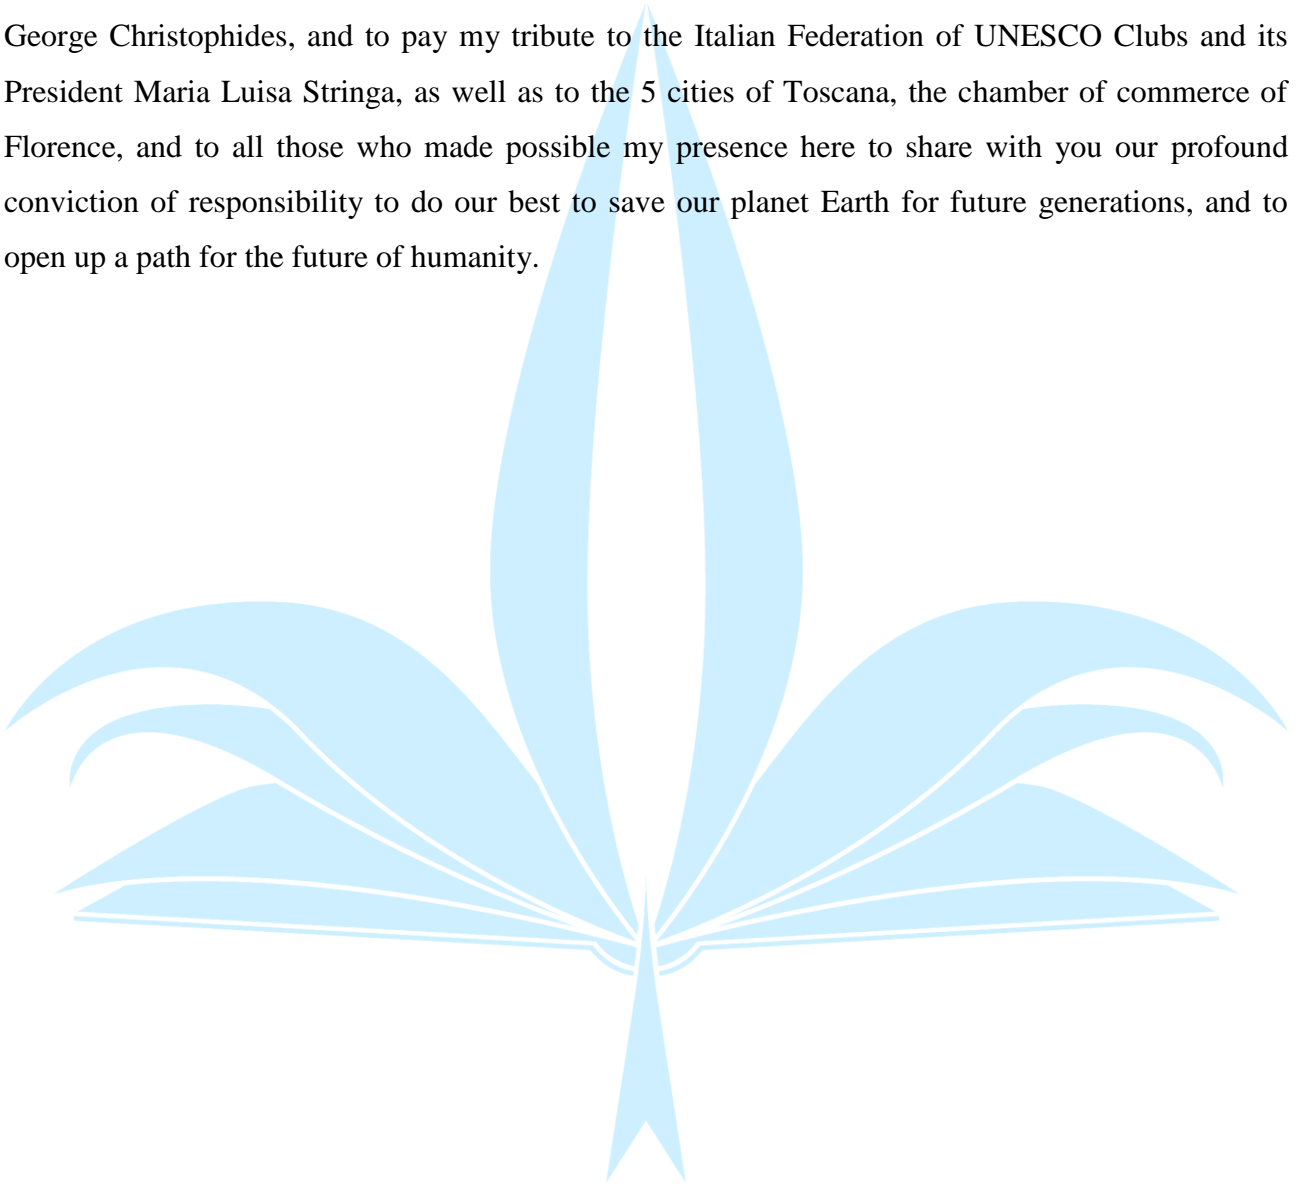 George Christophides, and to pay my tribute to the Italian Federation of UNESCO Clubs and its
President Maria Luisa Stringa, as well as to the 5 cities of Toscana, the chamber of commerce of
Florence, and to all those who made possible my presence here to share with you our profound
conviction of responsibility to do our best to save our planet Earth for future generations, and to
open up a path for the future of humanity.